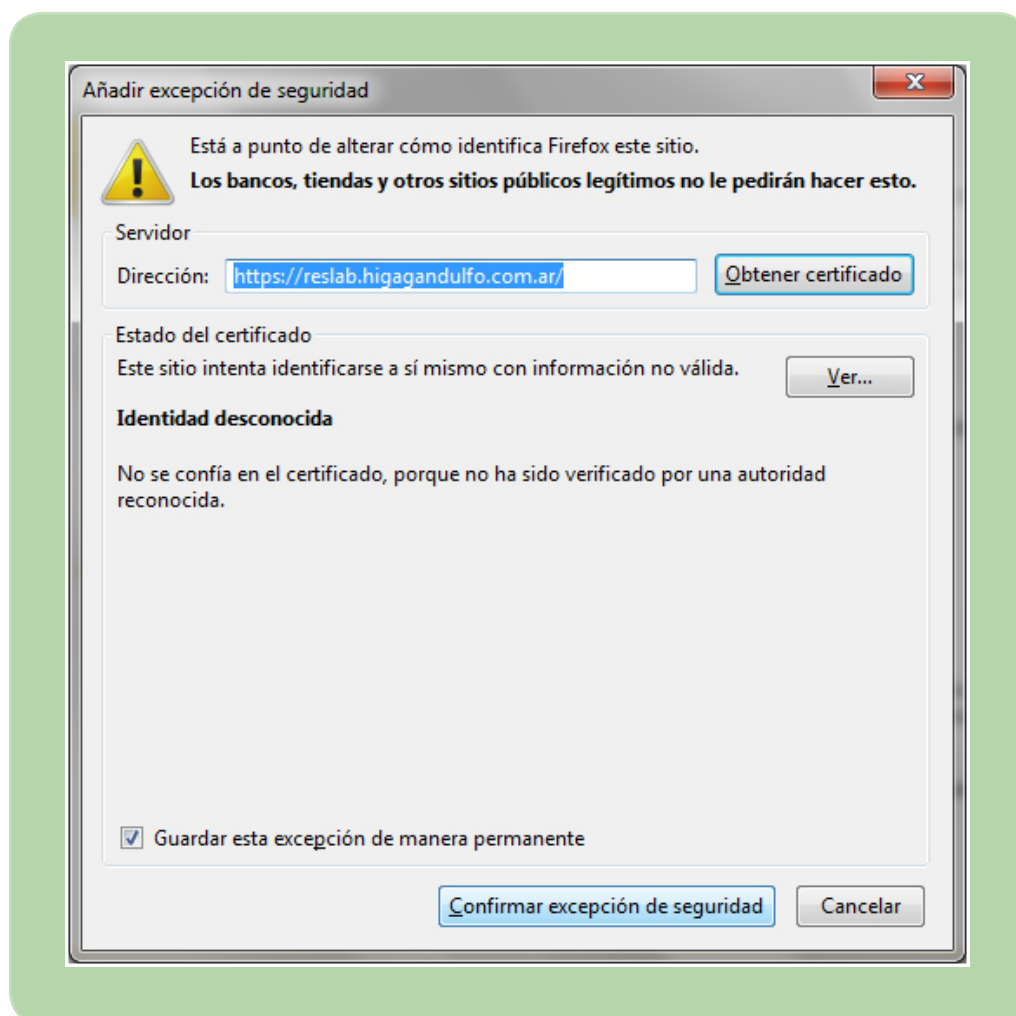 Añadir excepción de seguridad
Está a punto de alterar cómo identifica Firefox este sitio.
Los bancos, tiendas y otros sitios públicos legítimos no le pedirán hacer esto.
Servidor
Dirección: https://reslab.higagandulfo.com.ar/ Obtener certificado
Estado del certificado
Este sitio intenta identificarse a sí mismo con información no válida. Ver...
Identidad desconocida
No se confía en el certificado, porque no ha sido verificado por una autoridad
reconocida.
Guardar esta excepción de manera permanente
Confirmar excepción de seguridad Cancelar